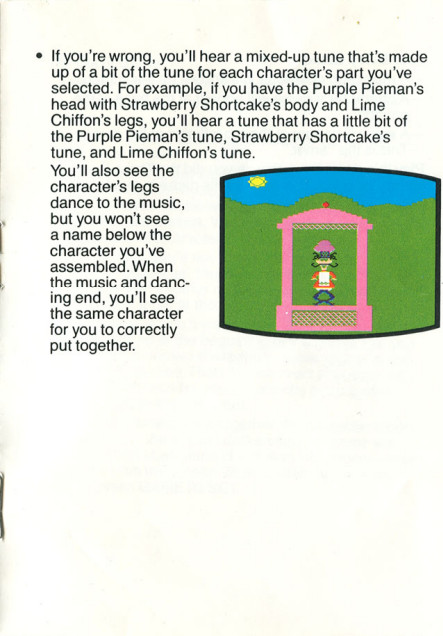 • If you're wrong, you'll hear a mixed-up tune that's made
up of a bit of the tune for each character's part you've
selected. For example, if you have the Purple Pieman's
head with Strawberry Shortcake's body and Lime
Chiffon's legs, you'll hear a tune that has a little bit of
the Purple Pieman's tune, Strawberry Shortcake's
tune, and Lime Chiffon's tune.
You'll also see the
character's legs
dance to the music,
but you won't see
a name below the
character you've
assembled. When
the music and danc-
ing end, you'll see
the same character
for you to correctly
put together.